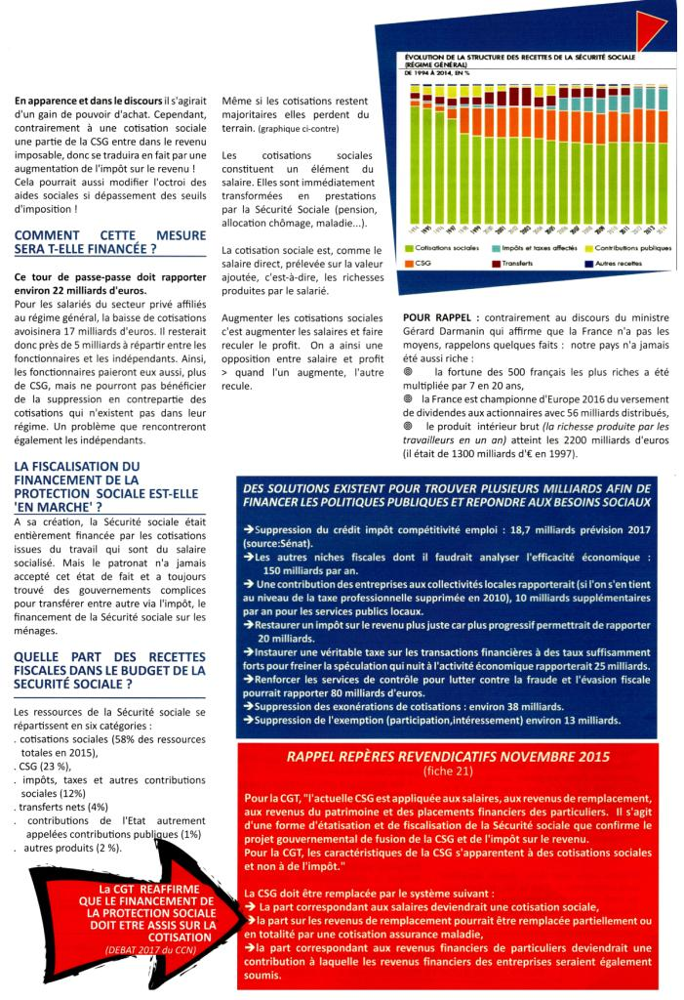 En apparence et dans le discours il s'agirait
d'un gain de pouvoir d'achat. Cependant,
contrairement à une cotisation sociale
une partie de la CSG entre dans le revenu
imposable, donc se traduira en fait par une
augmentation de l'impôt sur le revenu !
Cela pourrait aussi modifier l'octroi des
aides sociales si dépassement des seuils
d'imposition !
COMMENT CETTE MESURE
SERA T-ELLE FINANCÉE ?
Ce tour de passe-passe doit rapporter
environ 22 milliards d'euros.
Pour les salariés du secteur privé affiliés
au régime général, la baisse de cotisations
avoisinera 17 milliards d'euros. Il resterait
donc près de 5 milliards à répartir entre les
fonctionnaires et les indépendants. Ainsi,
les fonctionnaires paieront eux aussi, plus
de CSG, mais ne pourront pas bénéficier
de la suppression en contrepartie des
cotisations qui n'existent pas dans leur
régime. Un problème que rencontreront
également les indépendants.
LA FISCALISATION DU
FINANCEMENT DE LA
PROTECTION SOCIALE EST-ELLE
'EN MARCHE' ?
A sa création, la Sécurité sociale était
entièrement financée par les cotisations
issues du travail qui sont du salaire
socialisé. Mais le patronat n'a jamais
accepté cet état de fait et a toujours
trouvé des gouvernements complices
pour transférer entre autre via l'impôt, le
financement de la Sécurité sociale sur les
ménages.
QUELLE PART DES RECETTES
FISCALES DANS LE BUDGET DE LA
SECURITÉ SOCIALE ?
Les ressources de la Sécurité sociale se
répartissent en six catégories :
. cotisations sociales (58% des ressources
totales en 2015),
. CSG (23 %),
. impôts, taxes et autres contributions
sociales (12%)
. transferts nets (4%)
. contributions de l'Etat autrement
appelées contributions publiques (1%)
. autres produits (2 %).
La CGT REAFFIRME
QUE LE FINANCEMENT DE
LA PROTECTION SOCIALE
DOIT ETRE ASSIS SUR LA
COTISATION
(DEBAT 2017 du CCN)
Même si les cotisations restent
majoritaires elles perdent du
terrain. (graphique ci-contre)
Les cotisations sociales
constituent un élément du
salaire. Elles sont immédiatement
transformées en prestations
par la Sécurité Sociale (pension,
allocation chômage, maladie...).
La cotisation sociale est, comme le
salaire direct, prélevée sur la valeur
ajoutée, c'est-à-dire, les richesses
produites par le salarié.
Augmenter les cotisations sociales
c'est augmenter les salaires et faire
reculer le profit. On a ainsi une
opposition entre salaire et profit
> quand l'un augmente, l'autre
recule.
ÉVOLUTION DE LA STRUCTURE DES RECETTES DE LA SÉCURITÉ SOCIALE
(RÉGIME GÉNÉRAL)
DE 1994 À 2014, EN %
1994 1995 1996 1997 1998 1999 2000 2001 2002 2003 2004 2005 2006 2007 2008 2009 2010 2011 2012 2013 2014
Cotisations sociales Impôts et taxes affectés Contributions publiques
CSG Transferts Autres recettes
POUR RAPPEL : contrairement au discours du ministre
Gérard Darmanin qui affirme que la France n'a pas les
moyens, rappelons quelques faits : notre pays n'a jamais
été aussi riche :
la fortune des 500 français les plus riches a été
multipliée par 7 en 20 ans,
la France est championne d'Europe 2016 du versement
de dividendes aux actionnaires avec 56 milliards distribués,
le produit intérieur brut (la richesse produite par les
travailleurs en un an) atteint les 2200 milliards d'euros
(il était de 1300 milliards d'€ en 1997).
DES SOLUTIONS EXISTENT POUR TROUVER PLUSIEURS MILLIARDS AFIN DE
FINANCER LES POLITIQUES PUBLIQUES ET REPONDRE AUX BESOINS SOCIAUX
➔Suppression du crédit impôt compétitivité emploi : 18,7 milliards prévision 2017
(source:Sénat).
➔Les autres niches fiscales dont il faudrait analyser l'efficacité économique :
150 milliards par an.
➔ Une contribution des entreprises aux collectivités locales rapporterait (si l'on s'en tient
au niveau de la taxe professionnelle supprimée en 2010), 10 milliards supplémentaires
par an pour les services publics locaux.
➔Restaurer un impôt sur le revenu plus juste car plus progressif permettrait de rapporter
20 milliards.
➔Instaurer une véritable taxe sur les transactions financières à des taux suffisamment
forts pour freiner la spéculation qui nuit à l'activité économique rapporterait 25 milliards.
➔Renforcer les services de contrôle pour lutter contre la fraude et l'évasion fiscale
pourrait rapporter 80 milliards d'euros.
➔Suppression des exonérations de cotisations : environ 38 milliards.
➔Suppression de l'exemption (participation,intéressement) environ 13 milliards.
RAPPEL REPÈRES REVENDICATIFS NOVEMBRE 2015
(fiche 21)
Pour la CGT, "l'actuelle CSG est appliquée aux salaires, aux revenus de remplacement,
aux revenus du patrimoine et des placements financiers des particuliers. Il s'agit
d'une forme d'étatisation et de fiscalisation de la Sécurité sociale que confirme le
projet gouvernemental de fusion de la CSG et de l'impôt sur le revenu.
Pour la CGT, les caractéristiques de la CSG s'apparentent à des cotisations sociales
et non à de l'impôt."
La CSG doit être remplacée par le système suivant :
➔ La part correspondant aux salaires deviendrait une cotisation sociale,
➔la part sur les revenus de remplacement pourrait être remplacée partiellement ou
en totalité par une cotisation assurance maladie,
➔la part correspondant aux revenus financiers de particuliers deviendrait une
contribution à laquelle les revenus financiers des entreprises seraient également
soumis.